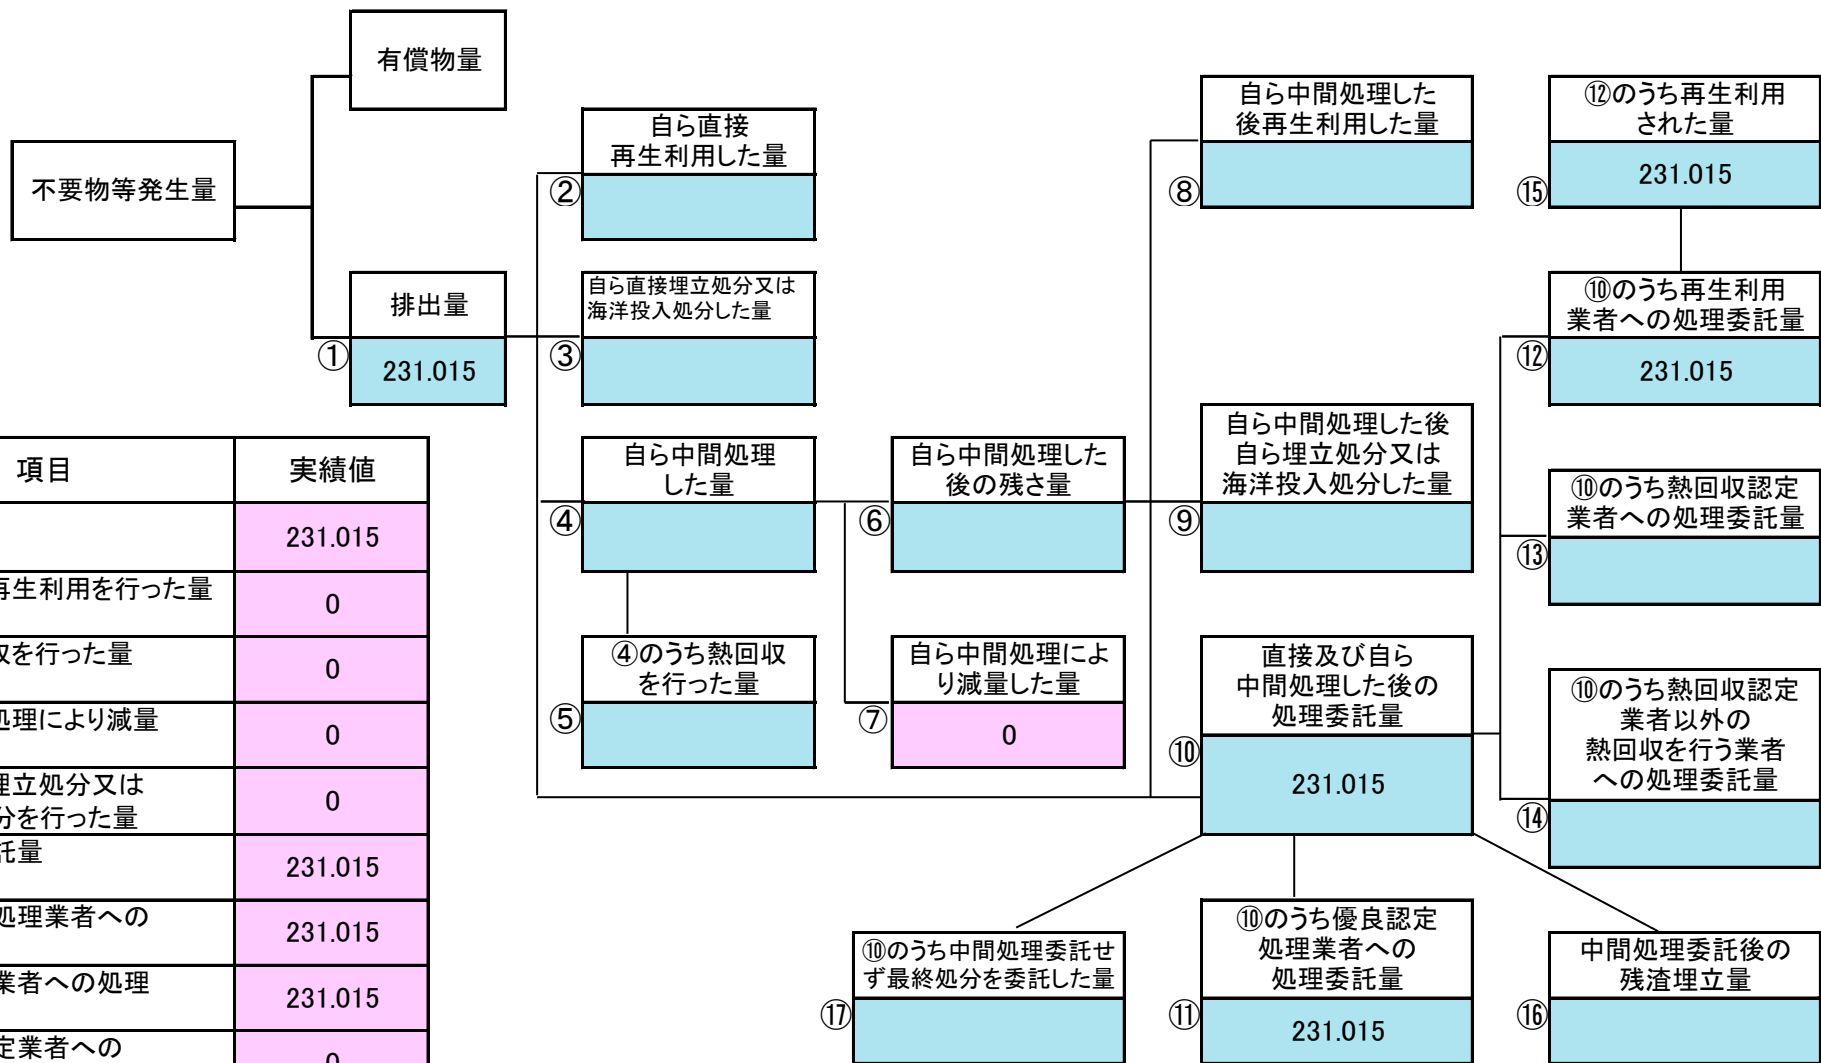 有償物量
不要物等発生量
排出量
①
231.015
自ら直接
再生利用した量
②
自ら直接埋立処分又は
海洋投入処分した量
③
自ら中間処理
した量
④
④のうち熱回収
を行った量
⑤
自ら中間処理した
後の残さ量
⑥
自ら中間処理によ
り減量した量
⑦
0
自ら中間処理した
後再生利用した量
⑧
自ら中間処理した後
自ら埋立処分又は
海洋投入処分した量
⑨
直接及び自ら
中間処理した後の
処理委託量
⑩
231.015
⑫のうち再生利用
された量
⑮
231.015
⑩のうち再生利用
業者への処理委託量
⑫
231.015
⑩のうち熱回収認定
業者への処理委託量
⑬
⑩のうち熱回収認定
業者以外の
熱回収を行う業者
への処理委託量
⑭
⑩のうち中間処理委託せ
ず最終処分を委託した量
⑰
⑩のうち優良認定
処理業者への
処理委託量
⑪
231.015
中間処理委託後の
残渣埋立量
⑯
項目
実績値
231.015
再生利用を行った量
0
を行った量
0
処理により減量
0
埋立処分又は
分を行った量
0
託量
231.015
処理業者への
231.015
業者への処理
231.015
定業者への